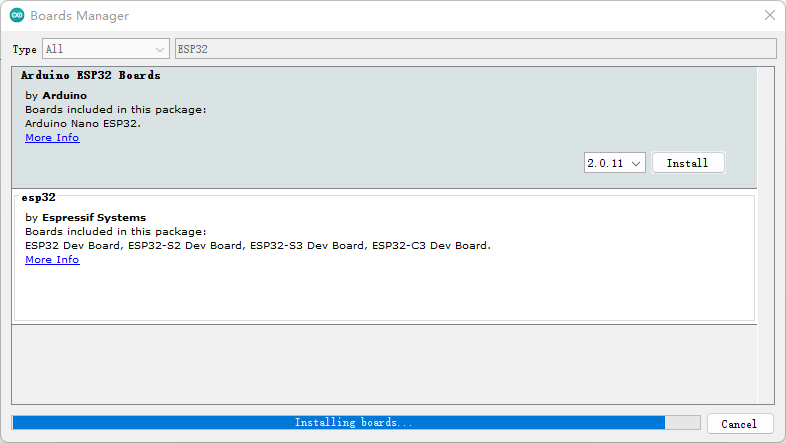 Boards Manager
Type All ESP32
Arduino ESP32 Boards
by Arduino
Boards included in this package:
Arduino Nano ESP32.
More Info
2.0.11 Install
esp32
by Espressif Systems
Boards included in this package:
ESP32 Dev Board, ESP32-S2 Dev Board, ESP32-S3 Dev Board, ESP32-C3 Dev Board.
More Info
Installing boards...
Cancel